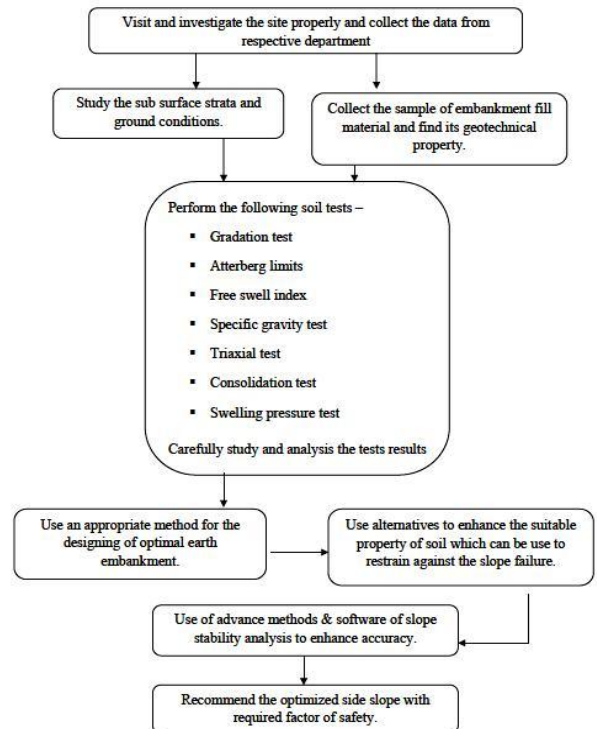 Visit and investigate the site properly and collect the data from
respective department
Study the sub surface strata and
ground conditions.
Collect the sample of embankment fill
material and find its geotechnical
property.
Perform the following soil tests –
▪ Gradation test
▪ Atterberg limits
▪ Free swell index
▪ Specific gravity test
▪ Triaxial test
▪ Consolidation test
▪ Swelling pressure test
Carefully study and analysis the tests results
Use an appropriate method for the
designing of optimal earth
embankment.
Use alternatives to enhance the suitable
property of soil which can be use to
restrain against the slope failure.
Use of advance methods & software of slope
stability analysis to enhance accuracy.
Recommend the optimized side slope with
required factor of safety.